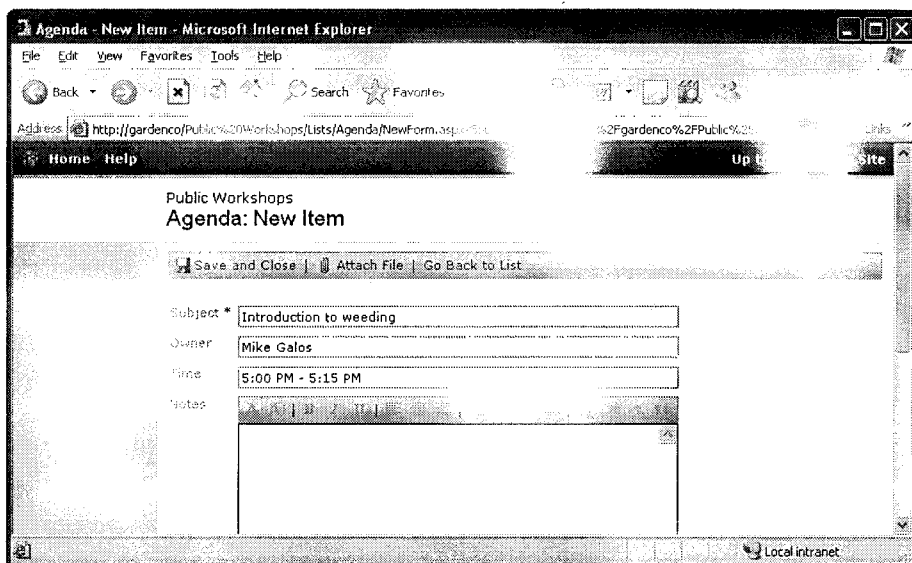 Agenda - New Item - Microsoft Internet Explorer
File Edit View Favorites Tools Help
Back Search Favorites
Address http://gardenco/Public%20Workshops/Lists/Agenda/NewForm.asp %2Fgardenco%2FPublic%25 Links
Home Help Up Site
Public Workshops
Agenda: New Item
Save and Close | Attach File | Go Back to List
Subject * Introduction to weeding
Owner Mike Galos
Time 5:00 PM - 5:15 PM
Notes
Local intranet